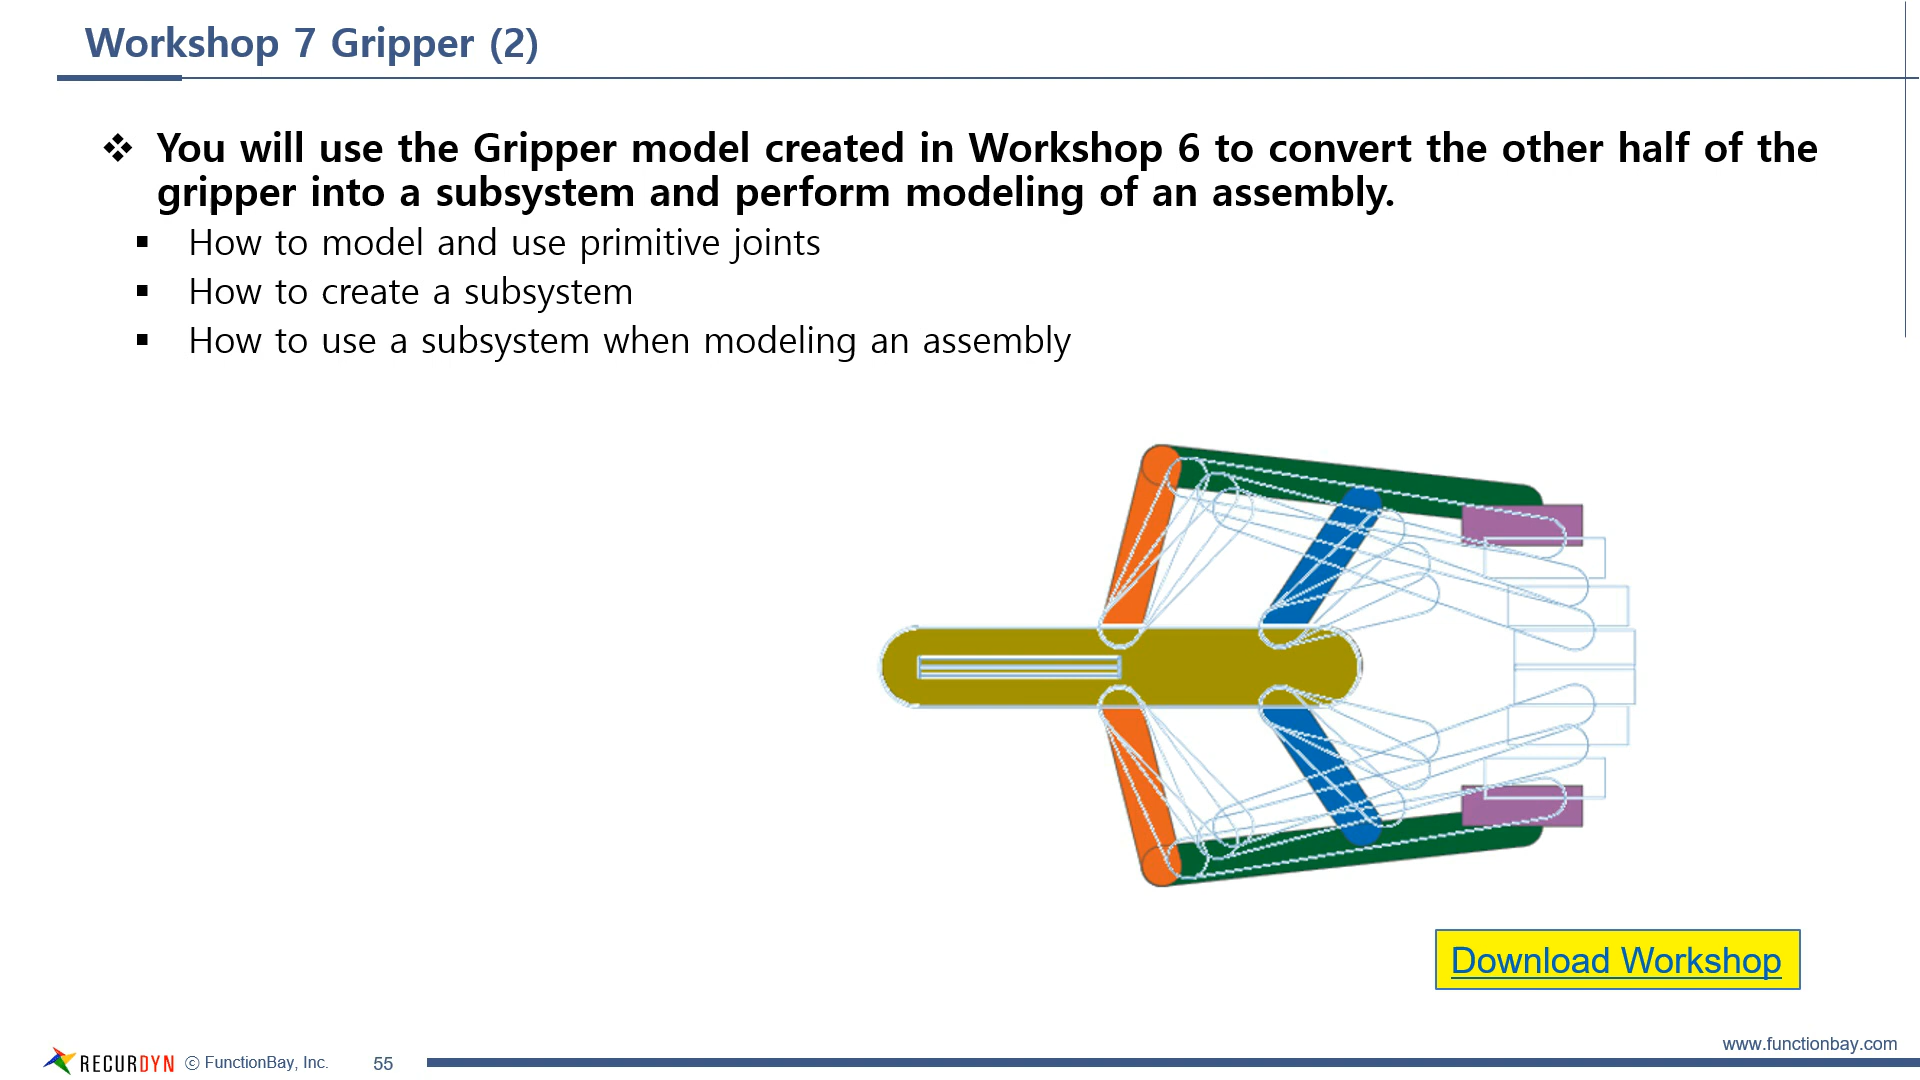 Workshop 7 Gripper (2)
❖ You will use the Gripper model created in Workshop 6 to convert the other half of the
gripper into a subsystem and perform modeling of an assembly.
▪ How to model and use primitive joints
▪ How to create a subsystem
▪ How to use a subsystem when modeling an assembly
Download Workshop
www.functionbay.com
RECURDYN © FunctionBay, Inc. 55